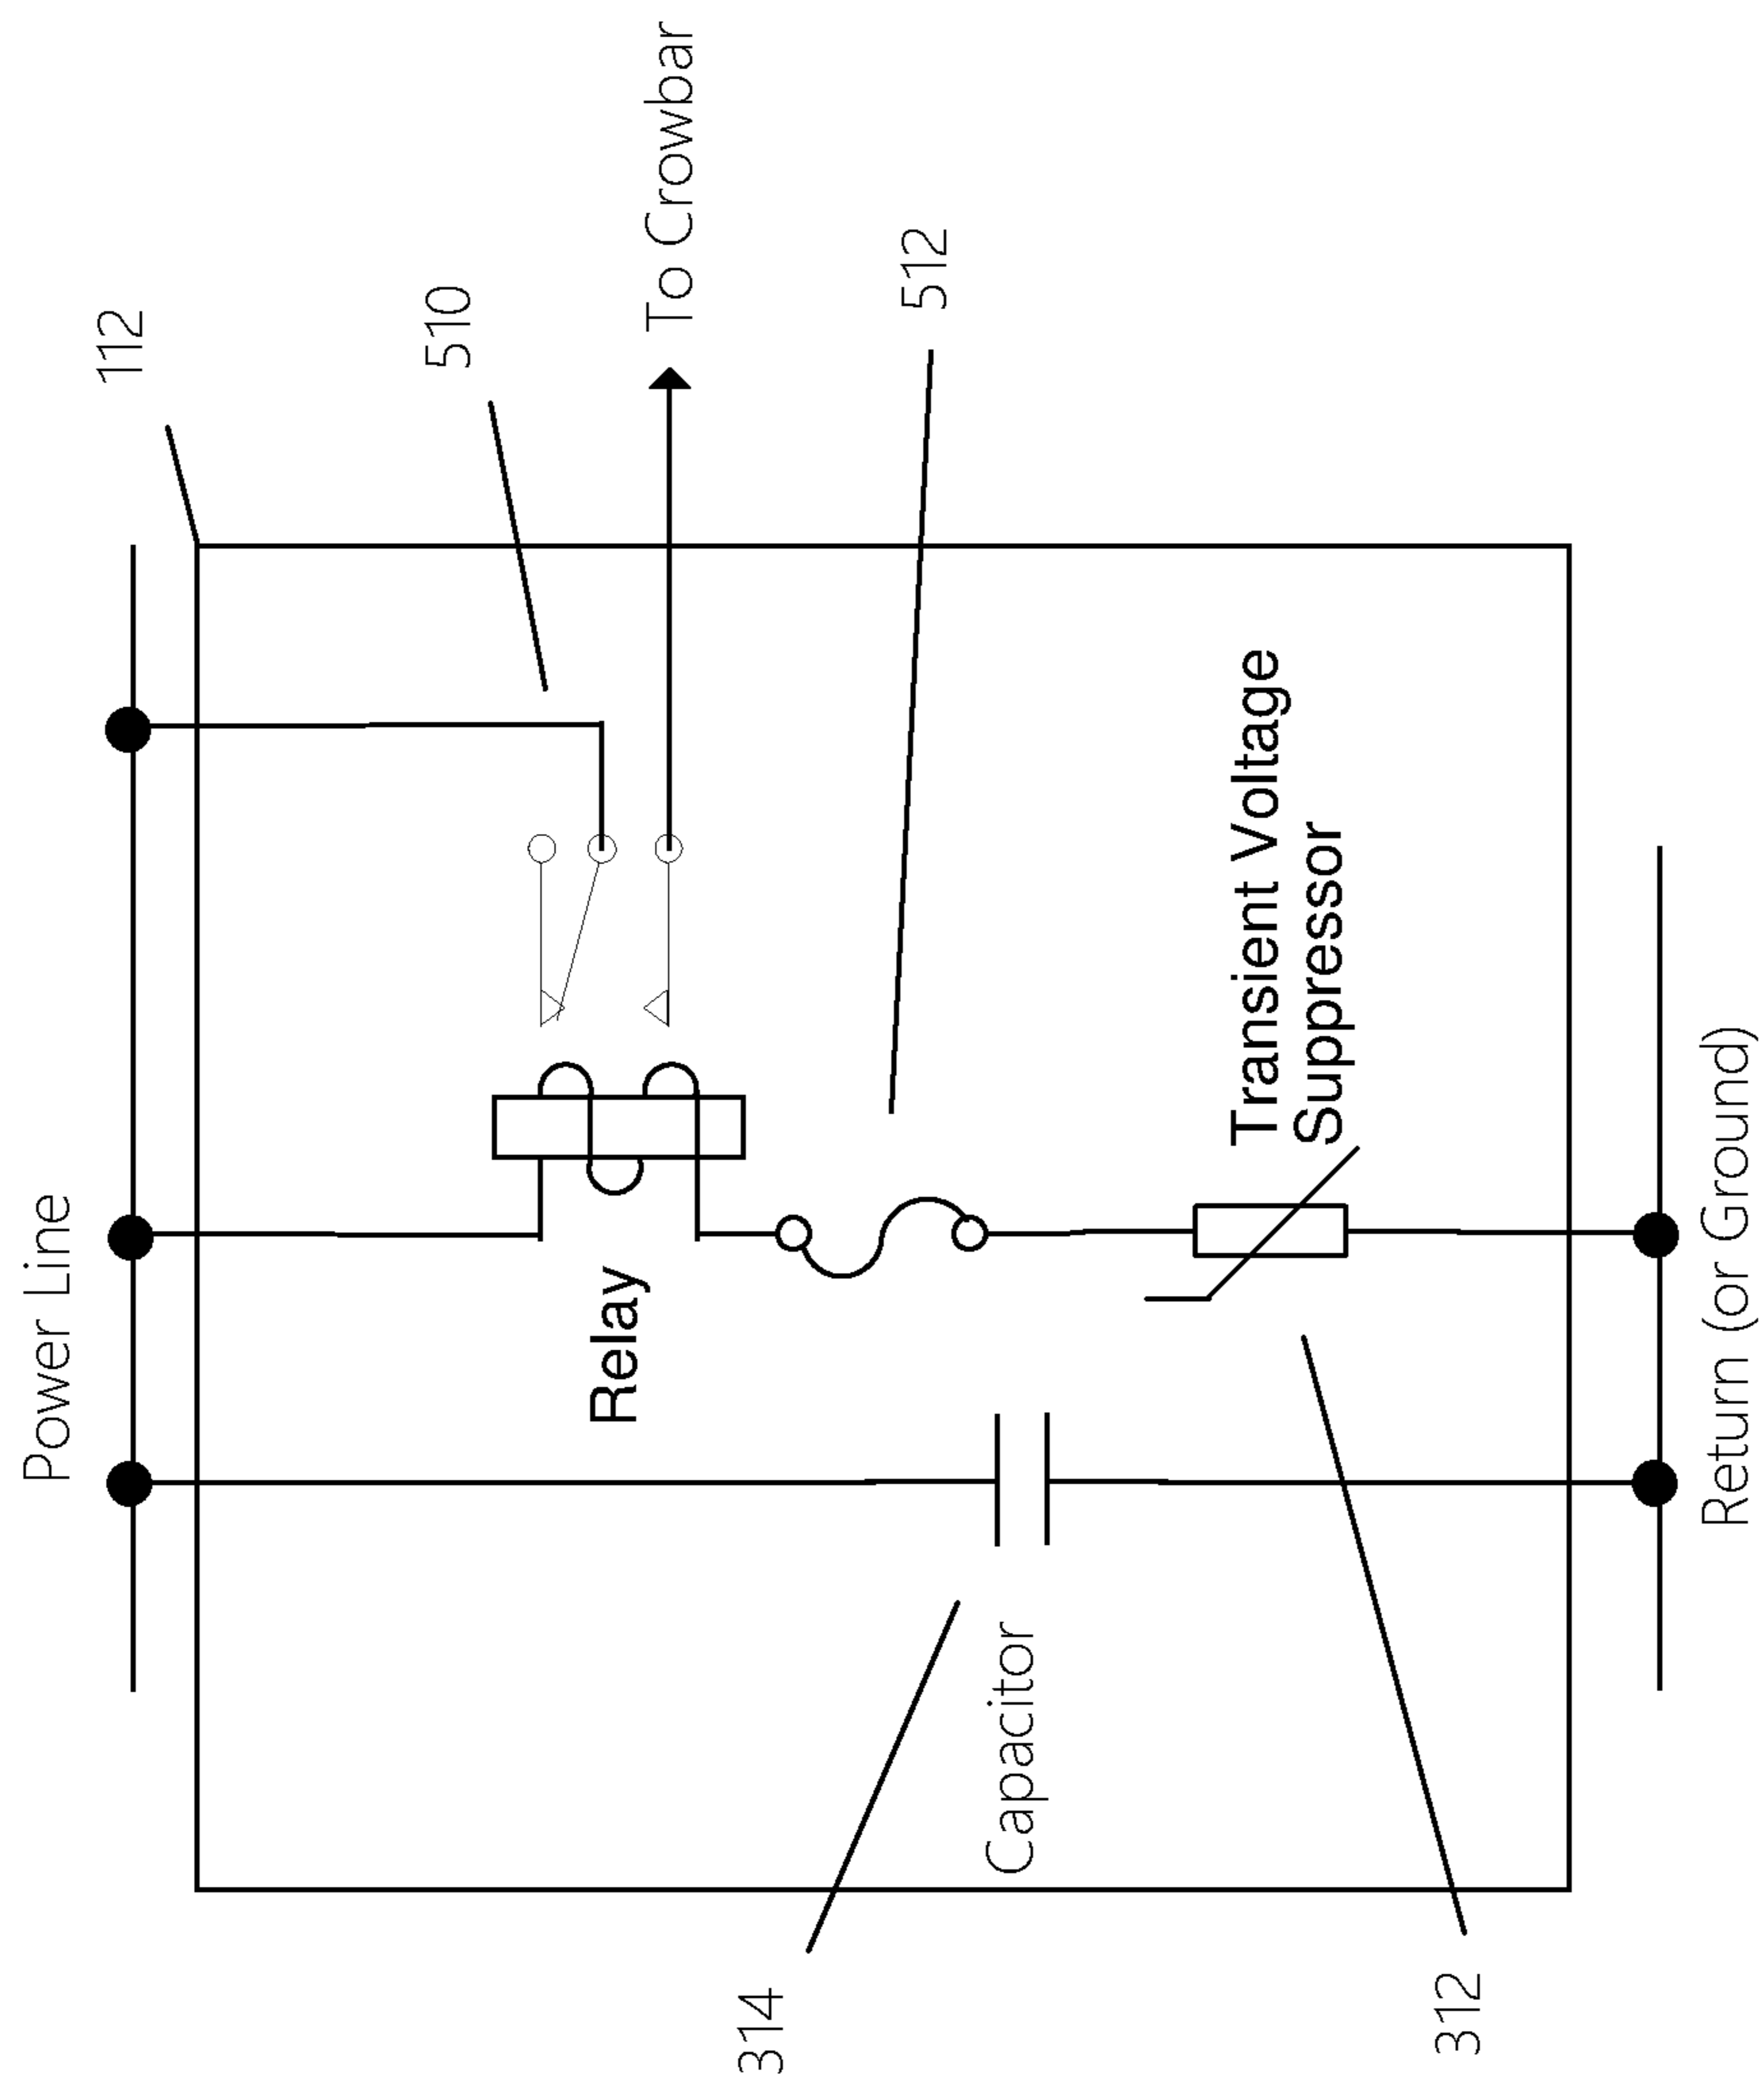 Power Line
112
510
To Crowbar
512
Relay
Transient Voltage
Suppressor
Capacitor
314
312
Return (or Ground)